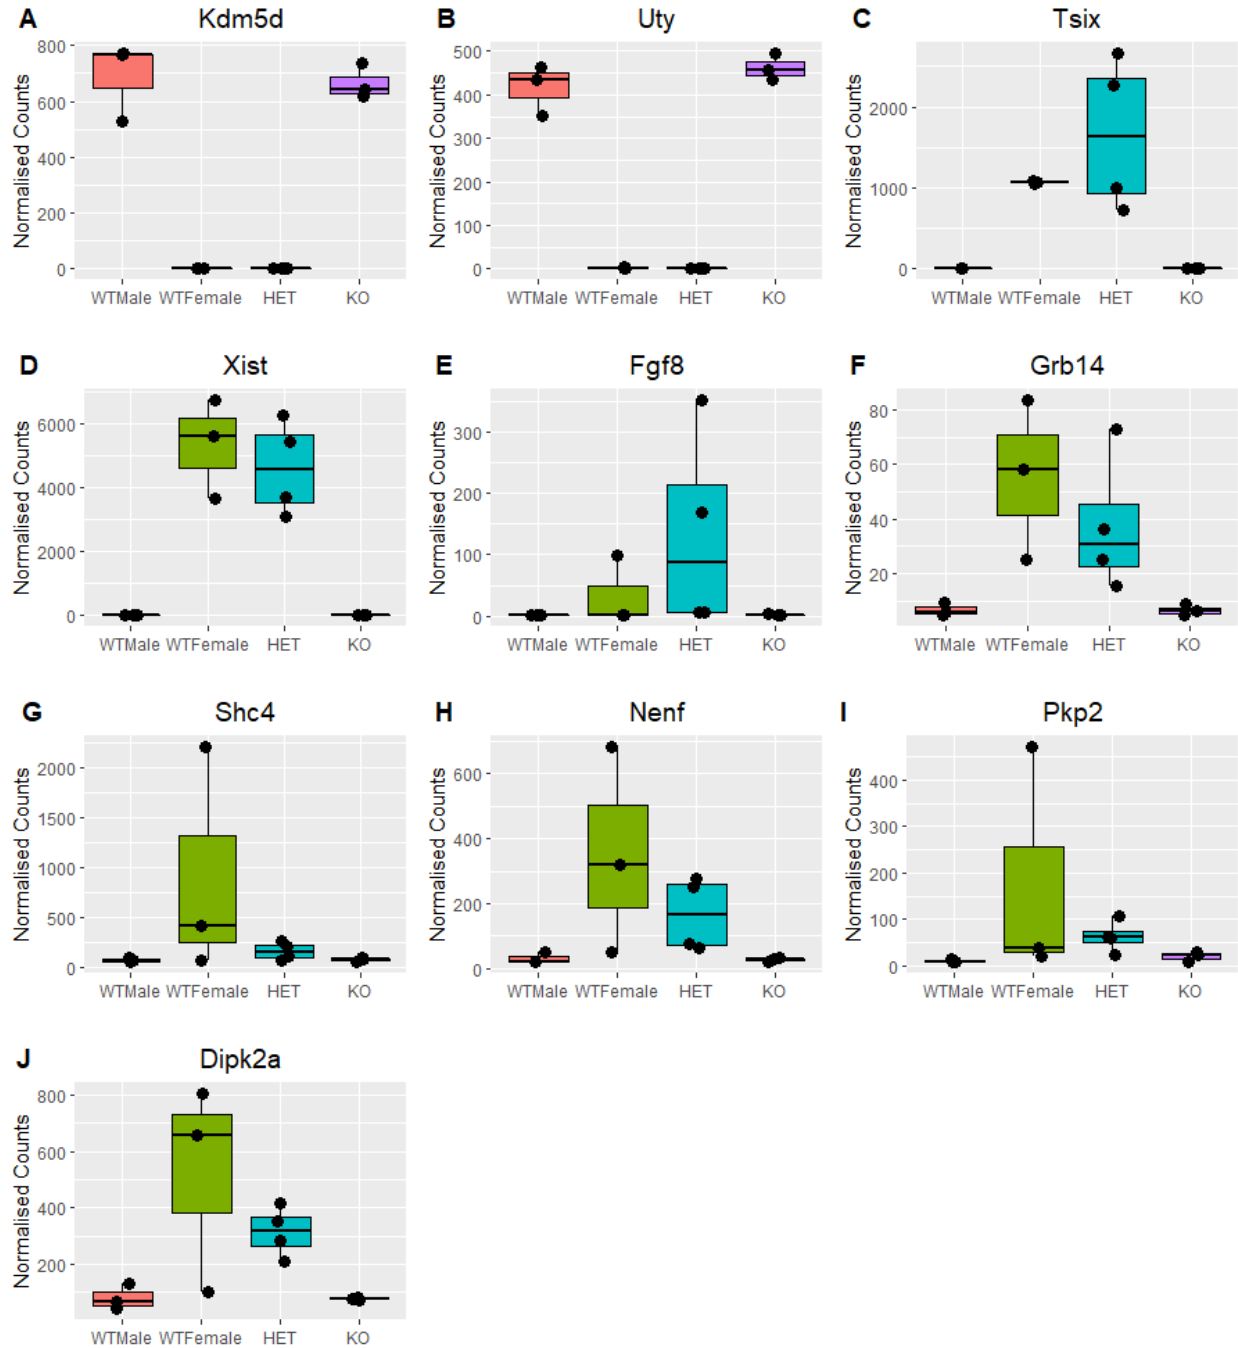 A Kdm5d
B Uty
C Tsix
Normalised Counts
800
600
400
200
0
WTMale WTFemale HET KO
Normalised Counts
500
400
300
200
100
0
WTMale WTFemale HET KO
Normalised Counts
2000
1000
0
WTMale WTFemale HET KO
D Xist
E Fgf8
F Grb14
Normalised Counts
6000
4000
2000
0
WTMale WTFemale HET KO
Normalised Counts
300
200
100
0
WTMale WTFemale HET KO
Normalised Counts
80
60
40
20
WTMale WTFemale HET KO
G Shc4
H Nenf
I Pkp2
Normalised Counts
2000
1500
1000
500
0
WTMale WTFemale HET KO
Normalised Counts
600
400
200
0
WTMale WTFemale HET KO
Normalised Counts
400
300
200
100
0
WTMale WTFemale HET KO
J Dipk2a
Normalised Counts
800
600
400
200
WTMale WTFemale HET KO